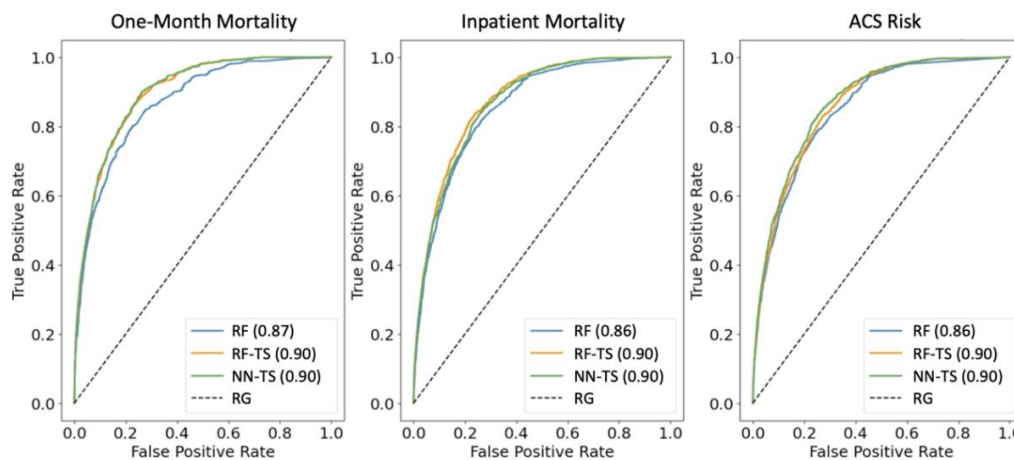 One-Month Mortality
1.0
0.8
0.6
0.4
0.2
0.0
True Positive Rate
RF (0.87)
RF-TS (0.90)
NN-TS (0.90)
RG
0.0 0.2 0.4 0.6 0.8 1.0
False Positive Rate
Inpatient Mortality
1.0
0.8
0.6
0.4
0.2
0.0
True Positive Rate
RF (0.86)
RF-TS (0.90)
NN-TS (0.90)
RG
0.0 0.2 0.4 0.6 0.8 1.0
False Positive Rate
ACS Risk
1.0
0.8
0.6
0.4
0.2
0.0
True Positive Rate
RF (0.86)
RF-TS (0.90)
NN-TS (0.90)
RG
0.0 0.2 0.4 0.6 0.8 1.0
False Positive Rate